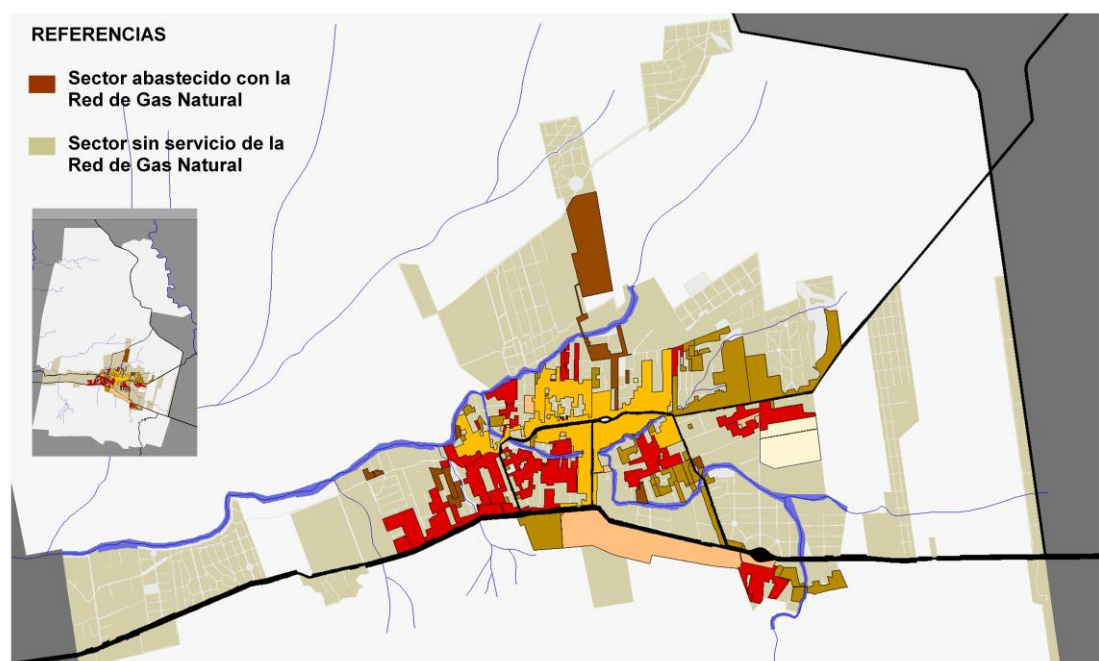 REFERENCIAS
Sector abastecido con la
Red de Gas Natural
Sector sin servicio de la
Red de Gas Natural